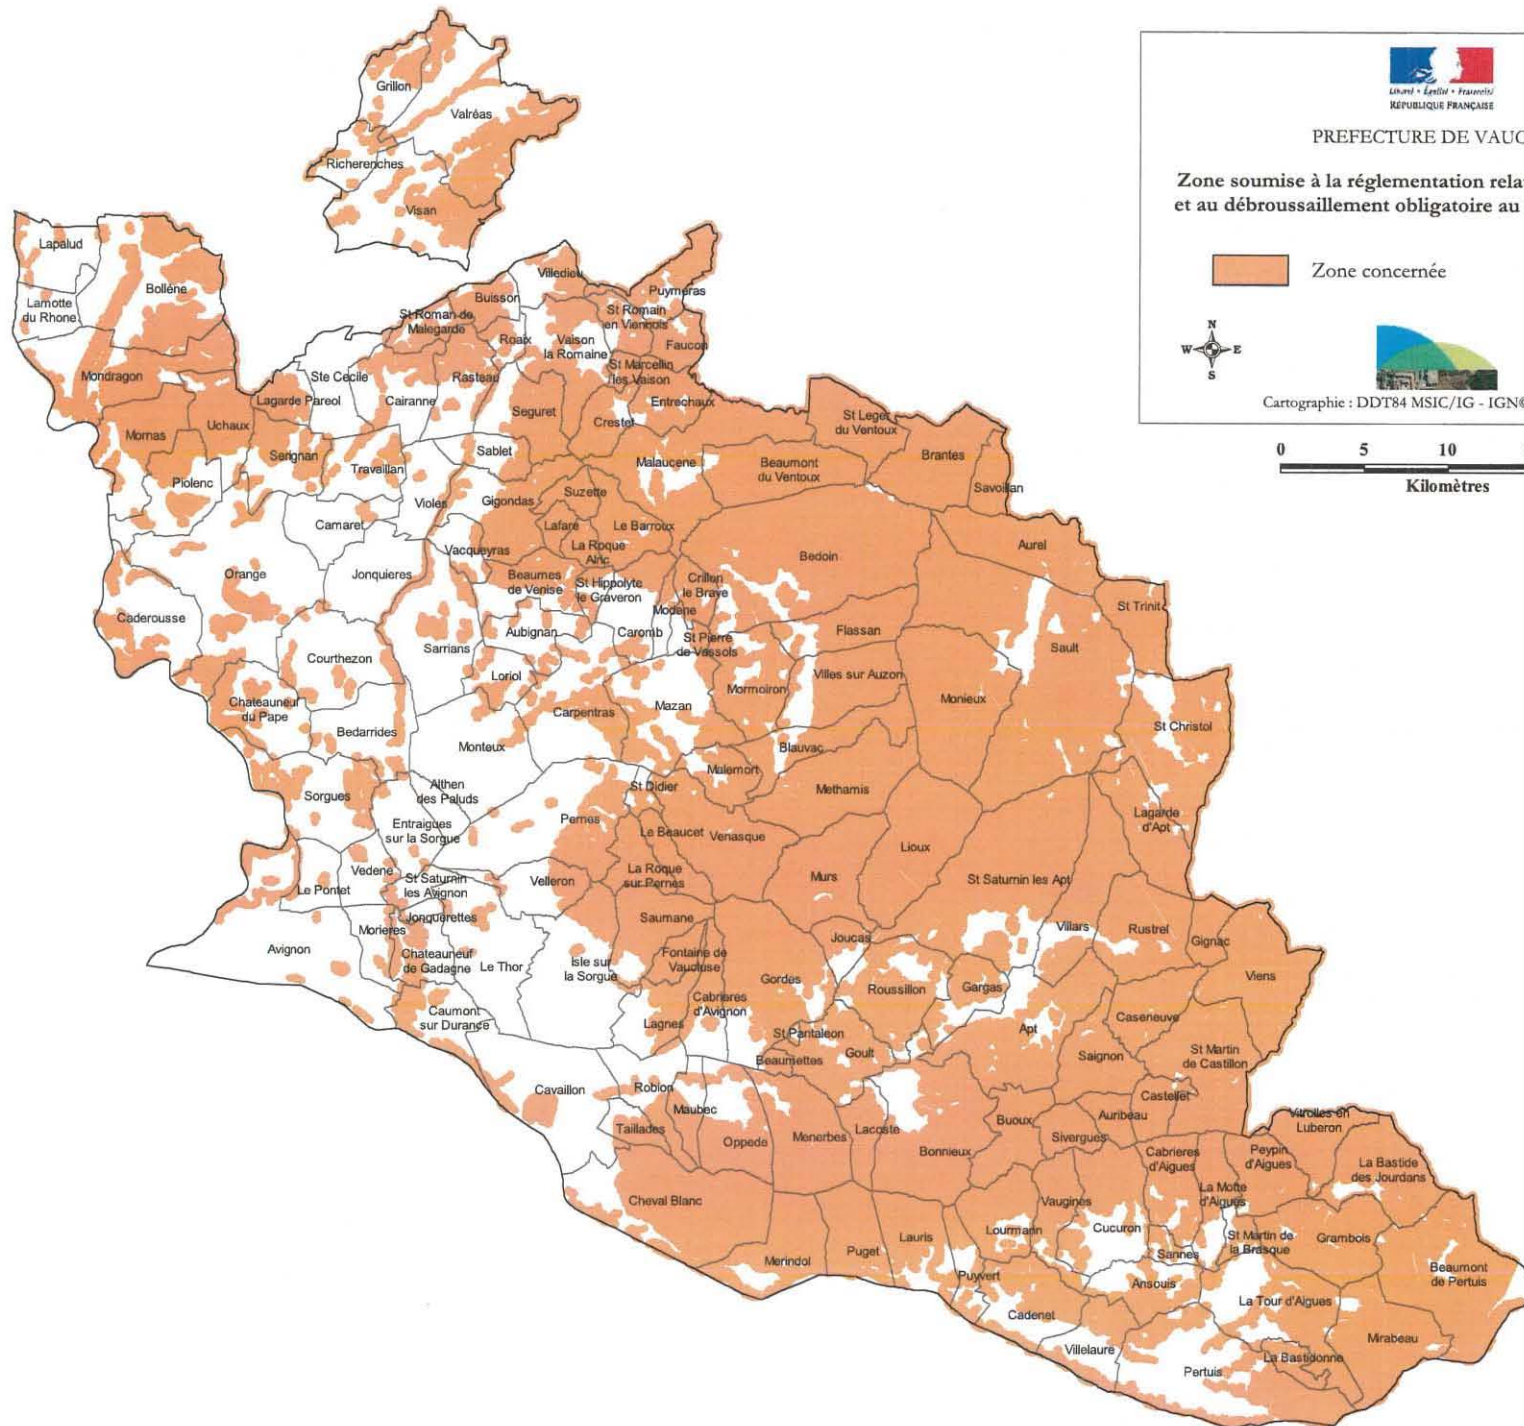 Liberté • Égalité • Fraternité
RÉPUBLIQUE FRANÇAISE
PREFECTURE DE VAUC
Zone soumise à la réglementation rela
et au débroussaillement obligatoire au
Zone concernée
N
W E
S
Cartographie : DDT84 MSIC/IG - IGN©
0 5 10 1
Kilomètres
Grillon
Valréas
Richerenches
Visan
Lapalud
Bollène
Lamotte
du Rhone
Mondragon
Villedieu
Buisson
Puymeras
St Roman de
Malegarde
St Romain
en Viennois
Roaix
Vaison
la Romaine
Faucon
St Marcellin
les Vaison
Ste Cecile
Rasteau
Lagarde Pareol
Cairanne
Entrechaux
Seguret
Crestet
St Leger
du Ventoux
Uchaux
Mornas
Serignan
Travaillan
Sablet
Malaucene
Beaumont
du Ventoux
Brantes
Savoillan
Piolenc
Violes
Gigondas
Suzette
Camaret
Lafare
Le Barroux
La Roque
Alric
Vacqueyras
Bedoin
Aurel
Orange
Jonquieres
Beaumes
de Venise
St Hippolyte
le Graveron
Crillon
le Brave
Modene
St Trinit
Caderousse
Aubignan
Caromb
St Pierre
de Vassols
Flassan
Sault
Courthezon
Sarrians
Loriol
Mormoiron
Villes sur Auzon
Monieux
Chateauneuf
du Pape
Carpentras
Mazan
St Christol
Bedarrides
Monteux
Blauvac
Malemort
Althen
des Paluds
St Didier
Methamis
Sorgues
Lagarde
d'Apt
Entraigues
sur la Sorgue
Pernes
Le Beaucet
Venasque
Lioux
Vedene
Le Pontet
St Saturnin
les Avignon
Velleron
La Roque
sur Pernes
Murs
St Saturnin les Apt
Jonquerettes
Saumane
Morieres
Joucas
Villars
Rustrel
Gignac
Avignon
Chateauneuf
de Gadagne
Le Thor
Isle sur
la Sorgue
Fontaine de
Vaucluse
Gordes
Roussillon
Gargas
Viens
Cabrieres
d'Avignon
Caumont
sur Durance
Lagnes
St Pantaleon
Apt
Caseneuve
Beaumettes
Goult
Saignon
St Martin
de Castillon
Cavaillon
Robion
Maubec
Castellet
Taillades
Oppede
Menerbes
Lacoste
Bonnieux
Buoux
Auribeau
Sivergues
Vitrolles en
Luberon
Cabrieres
d'Aigues
Peypin
d'Aigues
La Bastide
des Jourdans
Cheval Blanc
Vaugines
La Motte
d'Aigues
Lourmarin
Cucuron
Lauris
Puget
Merindol
Sannes
St Martin de
la Brasque
Grambois
Puyvert
Ansouis
Beaumont
de Pertuis
Cadenet
La Tour d'Aigues
Villelaure
Mirabeau
La Bastidonne
Pertuis